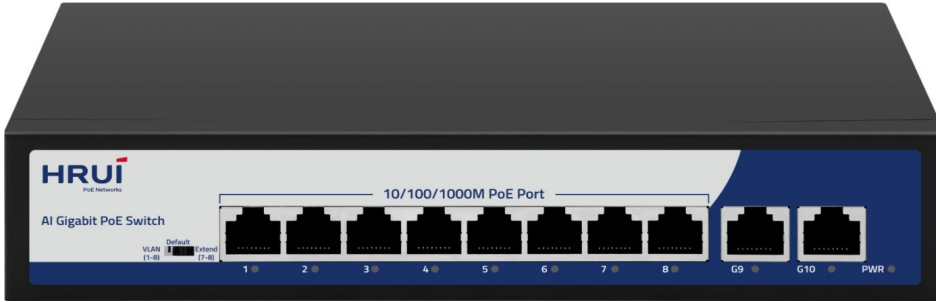 HRUI
PoE Networks
10/100/1000M PoE Port
AI Gigabit PoE Switch
Default
VLAN Extend
(1-8) (7-8)
1 2 3 4 5 6 7 8 G9 G10 PWR